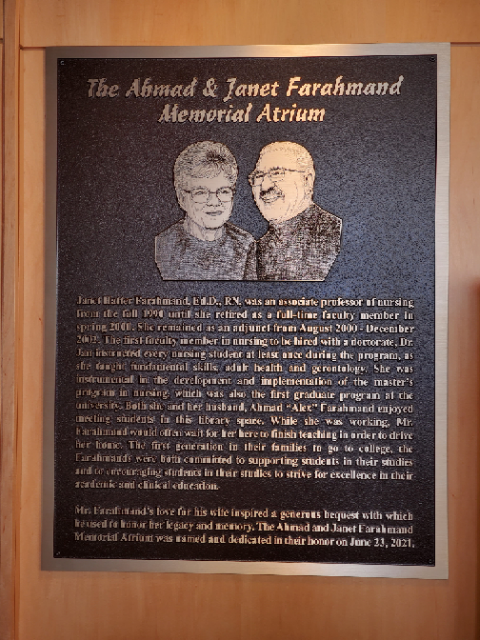 The Ahmad & Janet Farahmand
Memorial Atrium
Janet Hafler Farahmand, Ed.D., RN, was an associate professor of nursing
from the fall 1990 until she retired as a full-time faculty member in
spring 2000. She remained as an adjunct from August 2000 - December
The first faculty member in nursing to be hired with a doctorate, Dr.
Jan instructed every nursing student at least once during the program, as
she taught fundamental skills, adult health and gerontology. She was
instrumental in the development and implementation of the master's
program in nursing, which was also the first graduate program at the
university. Both she and her husband, Ahmad "Alex" Farahmand enjoyed
meeting students in this library space. While she was working, Mr.
Farahmand would often wait for her here to finish teaching in order to drive
her home. The first generation in their families to go to college, the
Farahmands were both committed to supporting students in their studies
and to encouraging students in their studies to strive for excellence in their
academic and clinical education.
Mr. Farahmand's love for his wife inspired a generous bequest with which
he used to honor her legacy and memory. The Ahmad and Janet Farahmand
Memorial Atrium was named and dedicated in their honor on June 23, 2021.